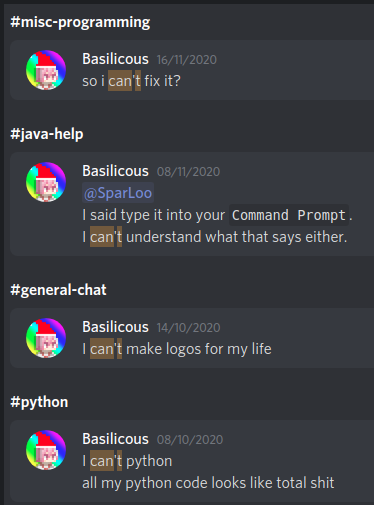 #misc-programming
Basilicous 16/11/2020
so i can't fix it?
#java-help
Basilicous 08/11/2020
@SparLoo
I said type it into your Command Prompt.
I can't understand what that says either.
#general-chat
Basilicous 14/10/2020
I can't make logos for my life
#python
Basilicous 08/10/2020
I can't python
all my python code looks like total shit